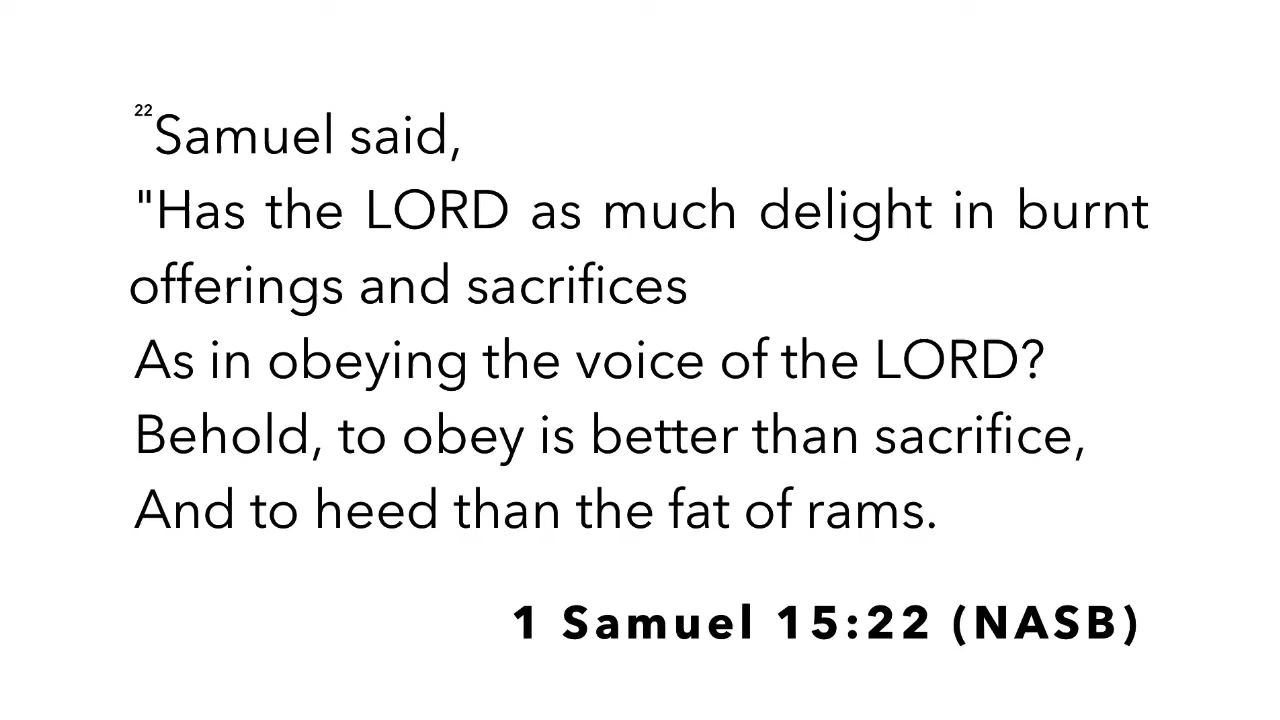 22Samuel said,
"Has the LORD as much delight in burnt
offerings and sacrifices
As in obeying the voice of the LORD?
Behold, to obey is better than sacrifice,
And to heed than the fat of rams.
1 Samuel 15:22 (NASB)